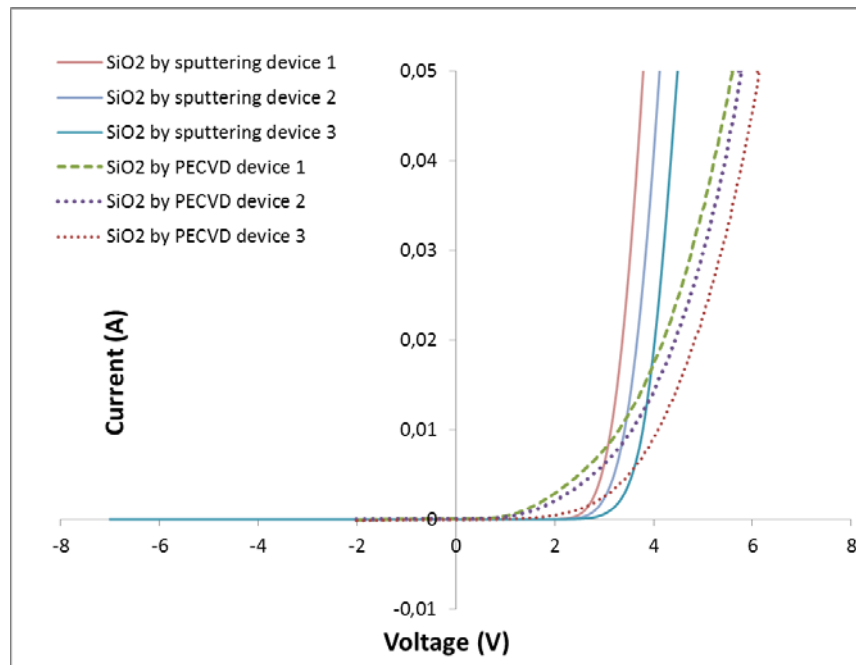 SiO2 by sputtering device 1
SiO2 by sputtering device 2
SiO2 by sputtering device 3
SiO2 by PECVD device 1
SiO2 by PECVD device 2
SiO2 by PECVD device 3
0,05
0,04
0,03
0,02
0,01
0
-0,01
Current (A)
-8 -6 -4 -2 0 2 4 6 8
Voltage (V)